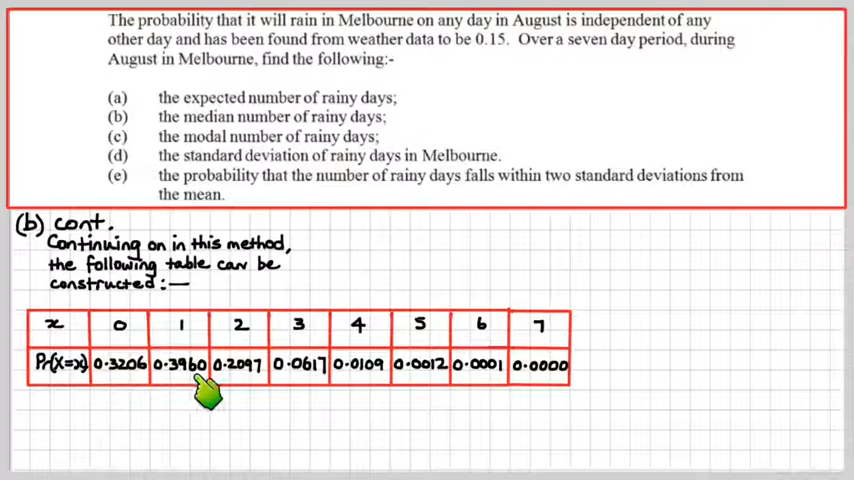 The probability that it will rain in Melbourne on any day in August is independent of any
other day and has been found from weather data to be 0.15. Over a seven day period, during
August in Melbourne, find the following:-
(a) the expected number of rainy days;
(b) the median number of rainy days;
(c) the modal number of rainy days;
(d) the standard deviation of rainy days in Melbourne.
(e) the probability that the number of rainy days falls within two standard deviations from
the mean.
(b) cont.
Continuing on in this method,
the following table can be
constructed:—
x 0 1 2 3 4 5 6 7
Pr(X=x) 0.3206 0.3960 0.2097 0.0617 0.0109 0.0012 0.0001 0.0000